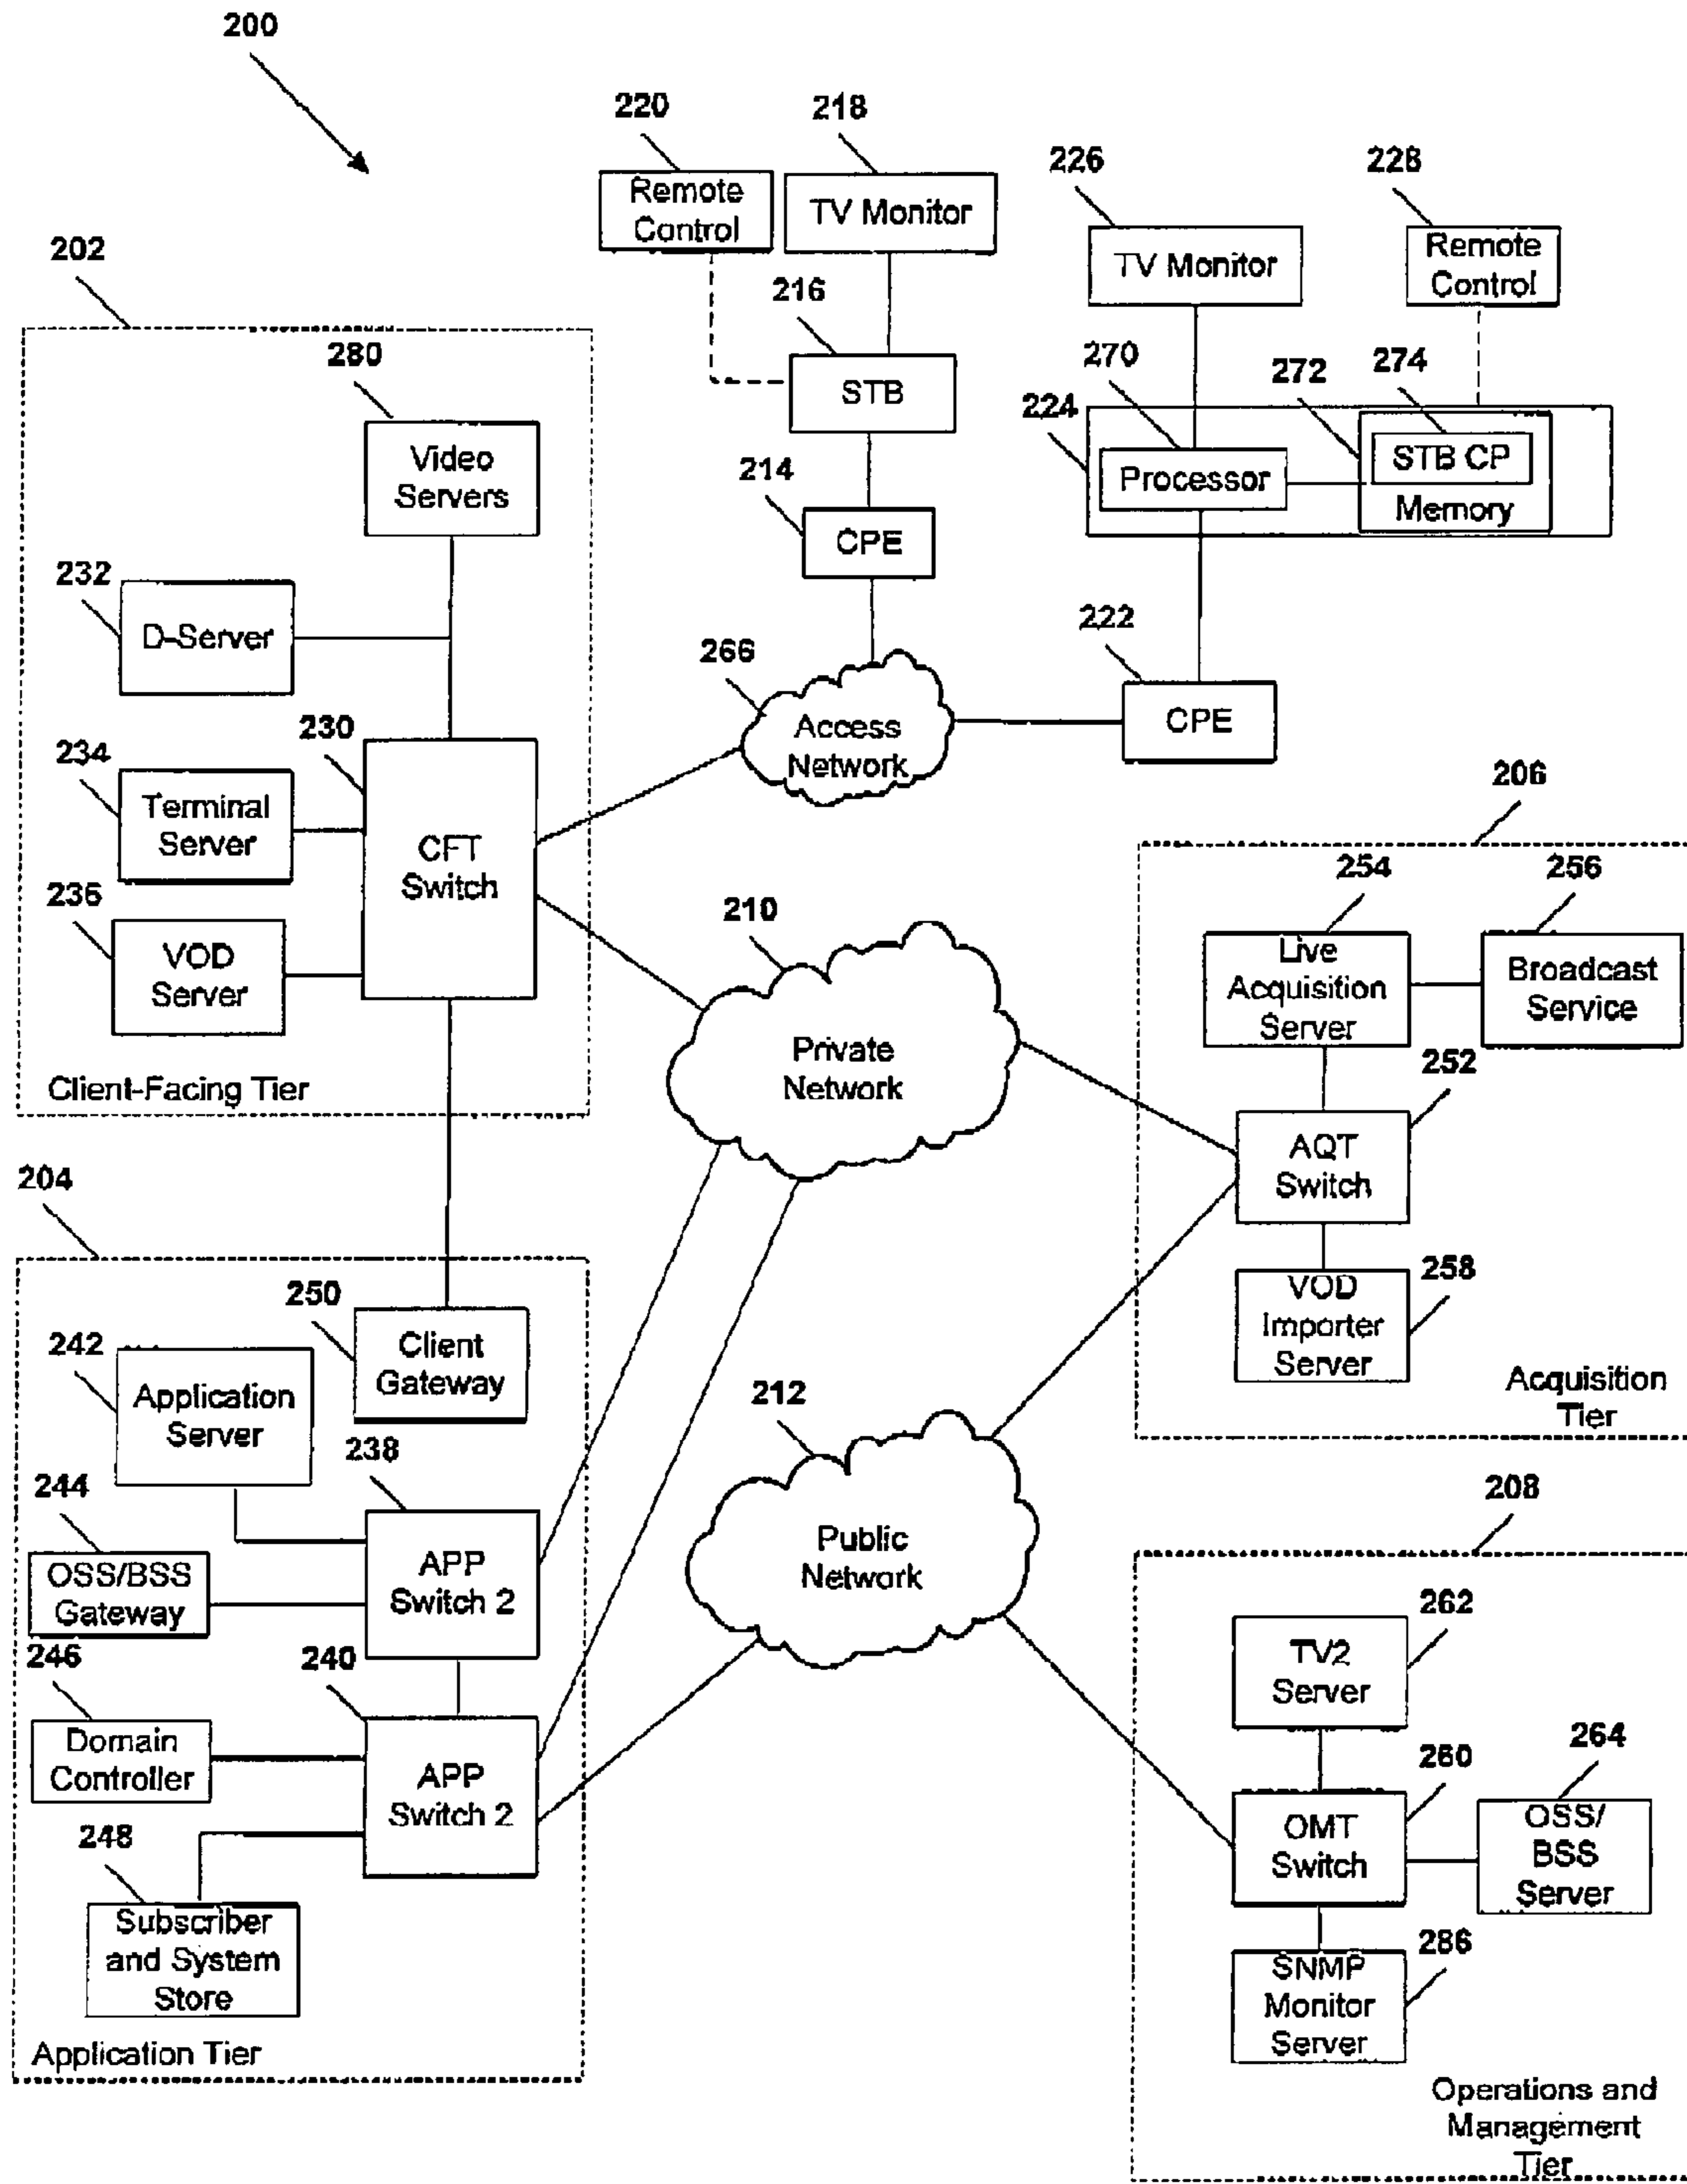 200
220
218
Remote
Control
TV Monitor
226
228
TV Monitor
Remote
Control
202
216
STB
280
Video
Servers
270
272
274
224
Processor
STB CP
Memory
214
CPE
232
D-Server
222
CPE
266
Access
Network
234
Terminal
Server
230
CFT
Switch
236
VOD
Server
Client-Facing Tier
206
254
256
Live
Acquisition
Server
Broadcast
Service
210
Private
Network
252
AQT
Switch
258
VOD
Importer
Server
Acquisition
Tier
204
250
Client
Gateway
242
Application
Server
238
APP
Switch 2
244
OSS/BSS
Gateway
246
Domain
Controller
240
APP
Switch 2
248
Subscriber
and System
Store
Application Tier
212
Public
Network
208
262
TV2
Server
260
OMT
Switch
264
OSS/
BSS
Server
286
SNMP
Monitor
Server
Operations and
Management
Tier